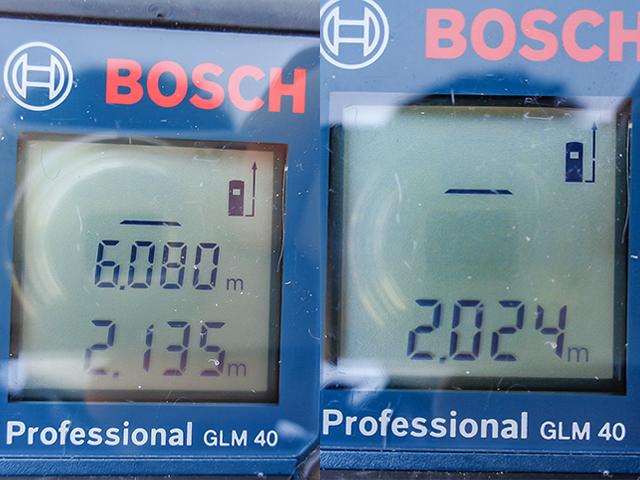 BOSCH
6.080 m
2.135 m
Professional GLM 40
BOSCH
2.024 m
Professional GLM 40